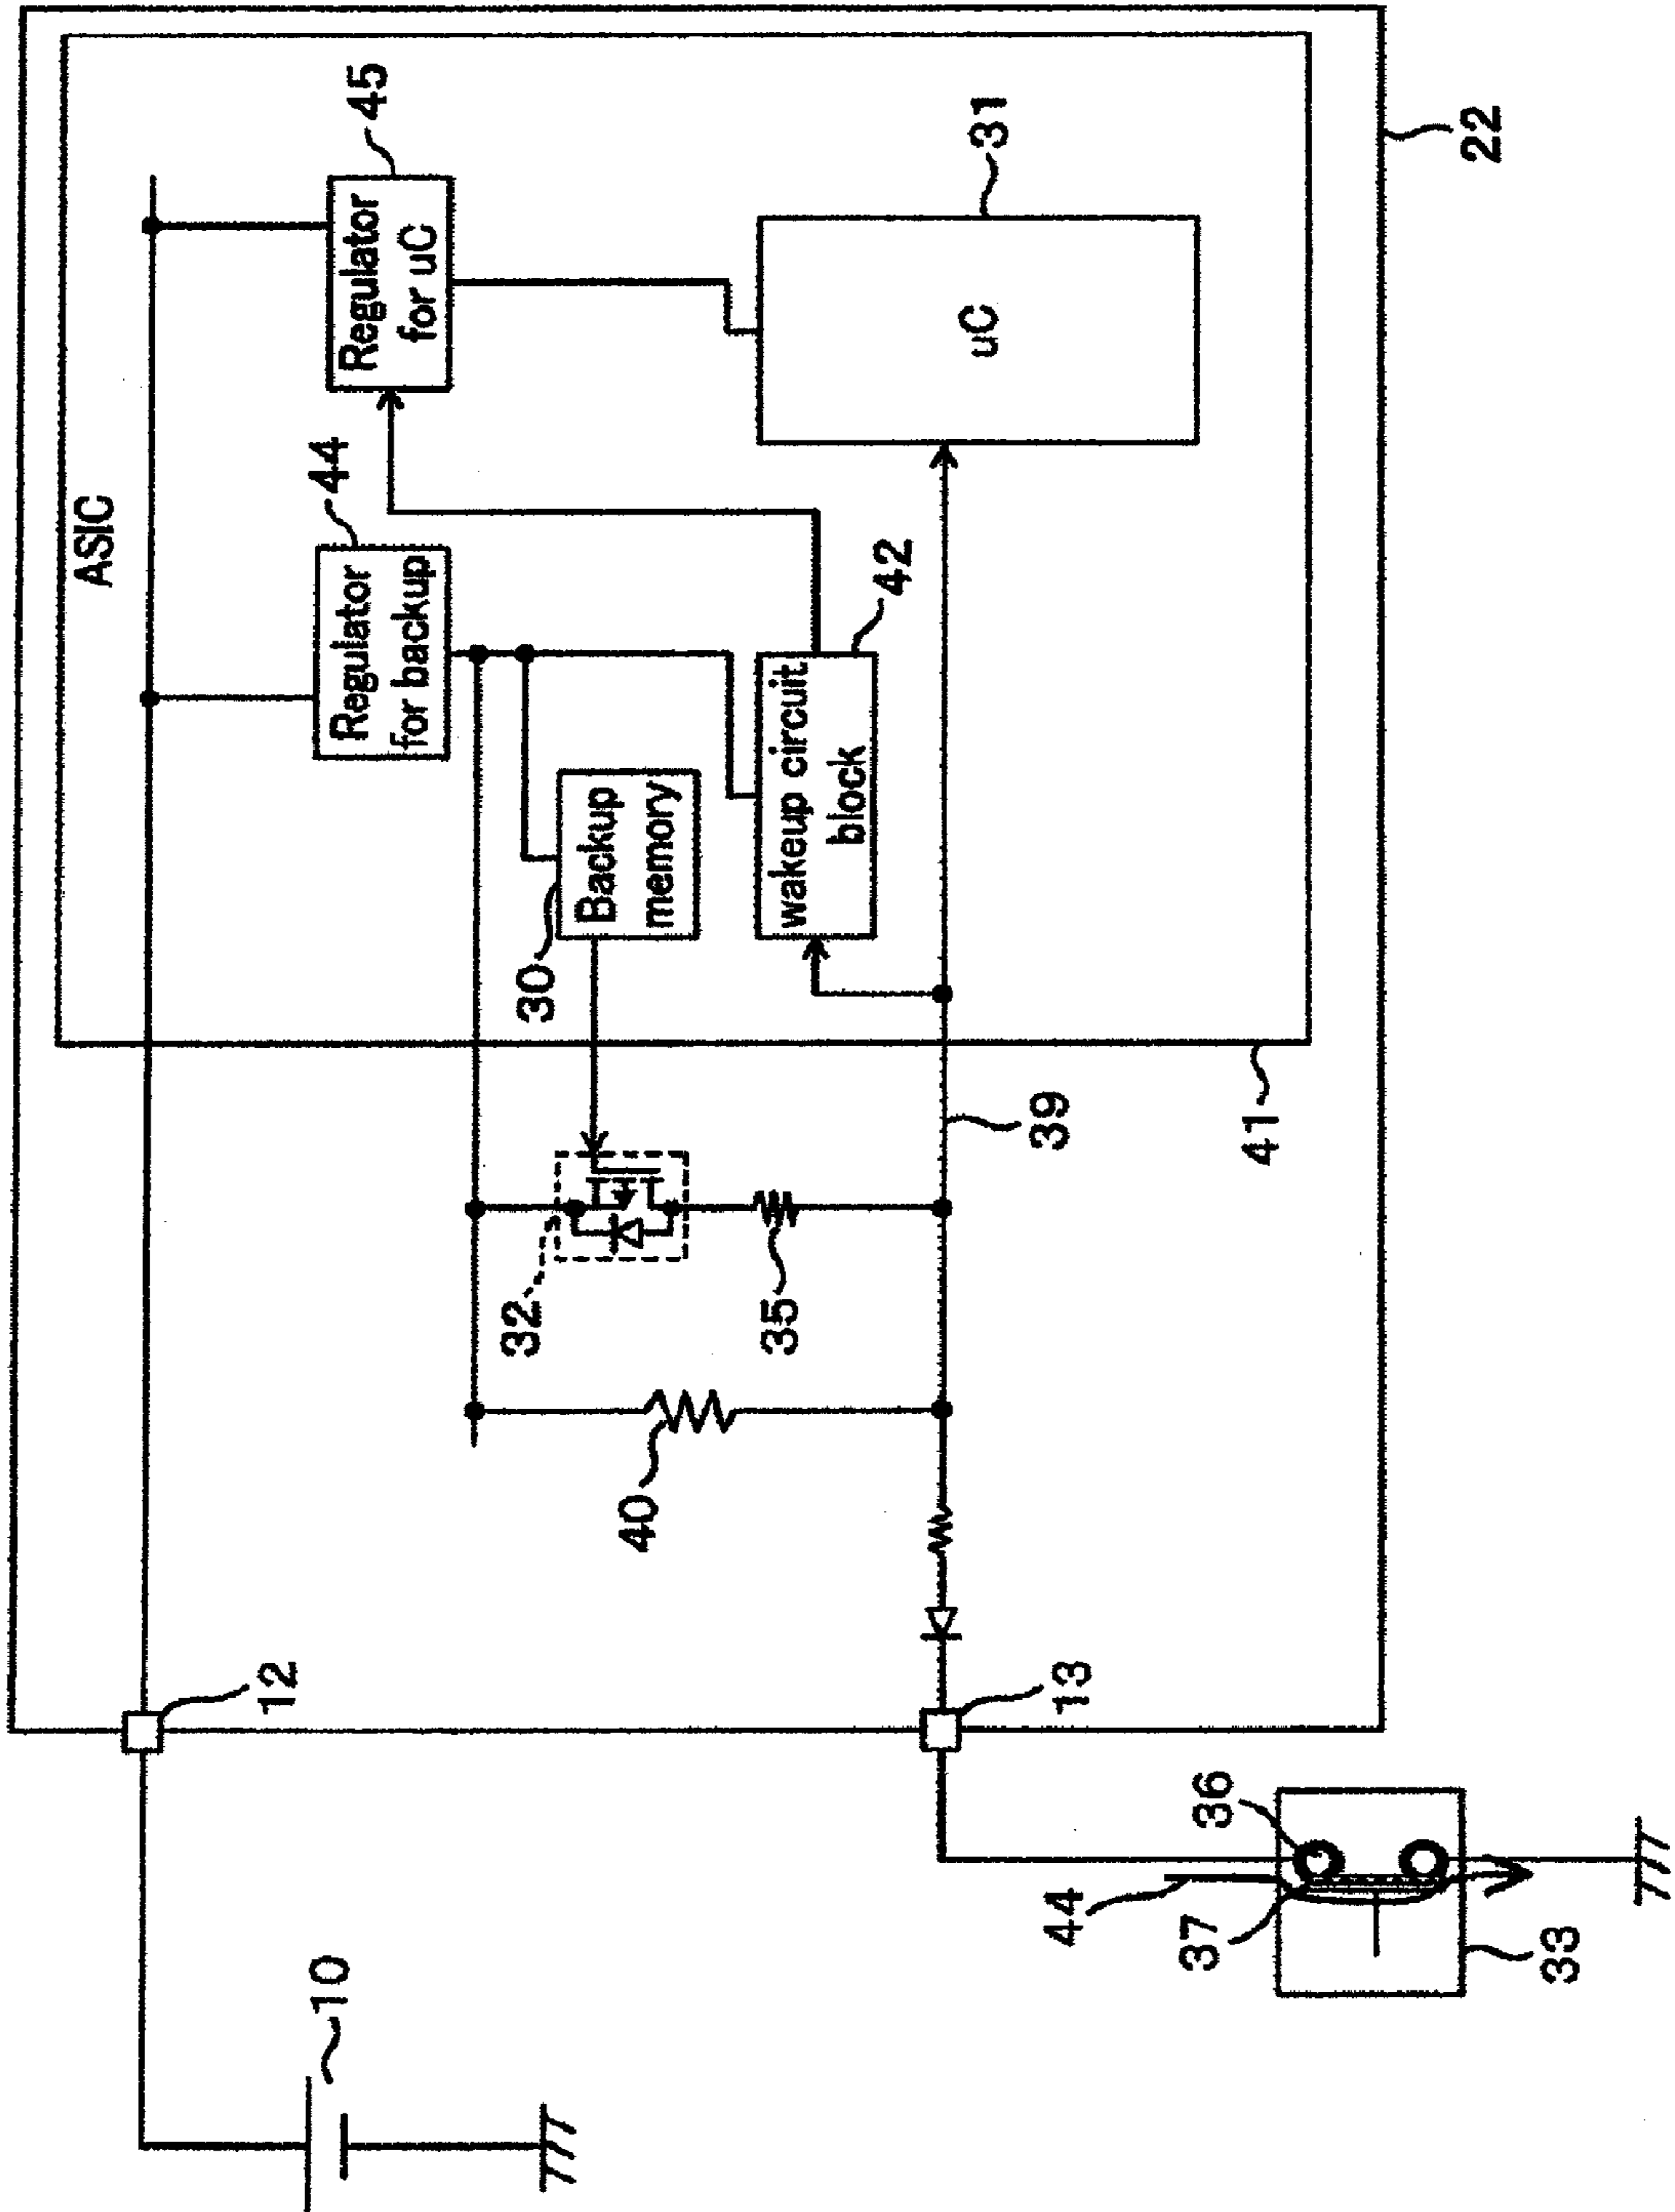 ASIC
44
45
Regulator
for backup
Regulator
for uC
30
Backup
memory
32
40
35
wakeup circuit
block
42
uC
31
12
10
13
39
41
22
44
36
37
33